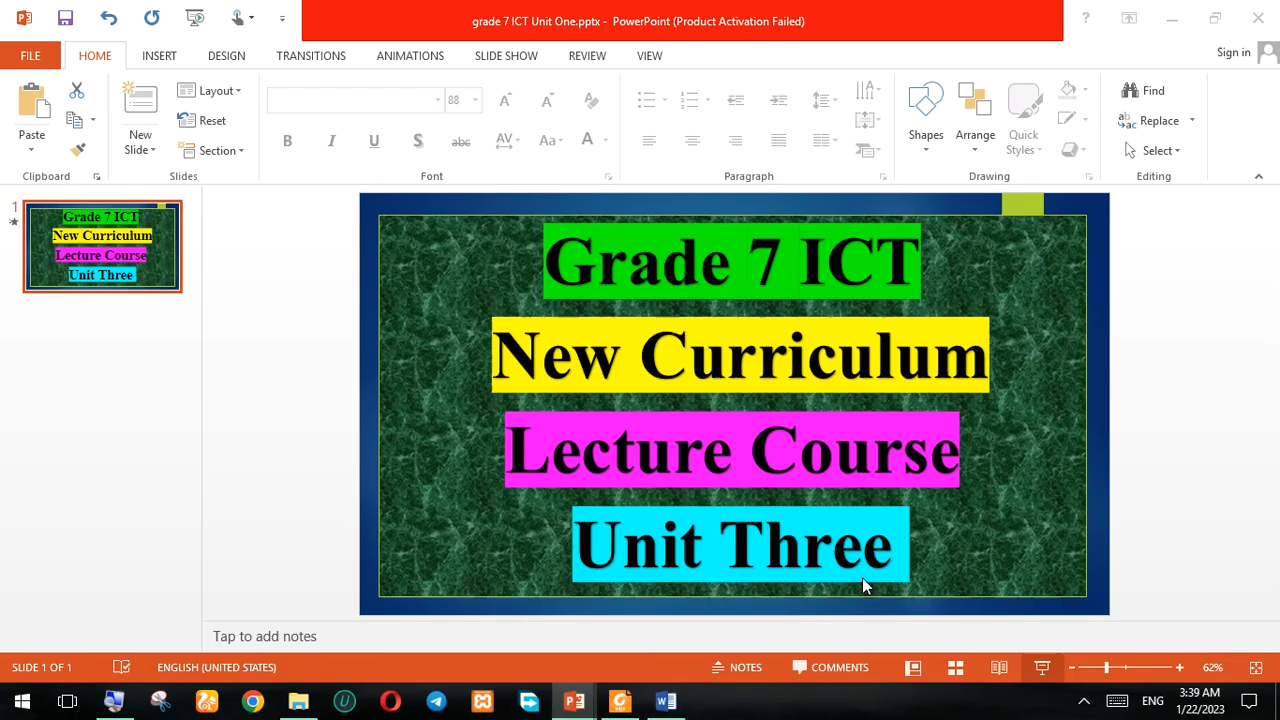 grade 7 ICT Unit One.pptx - PowerPoint (Product Activation Failed)
FILE HOME INSERT DESIGN TRANSITIONS ANIMATIONS SLIDE SHOW REVIEW VIEW Sign in
Paste
Clipboard
New Slide
Layout
Reset
Section
Slides
88
B I U S abc AV Aa A
Font
Paragraph
Shapes
Arrange
Quick Styles
Drawing
Find
Replace
Select
Editing
1
Grade 7 ICT
New Curriculum
Lecture Course
Unit Three
Grade 7 ICT
New Curriculum
Lecture Course
Unit Three
Tap to add notes
SLIDE 1 OF 1 ENGLISH (UNITED STATES) NOTES COMMENTS 62%
ENG 3:39 AM
1/22/2023